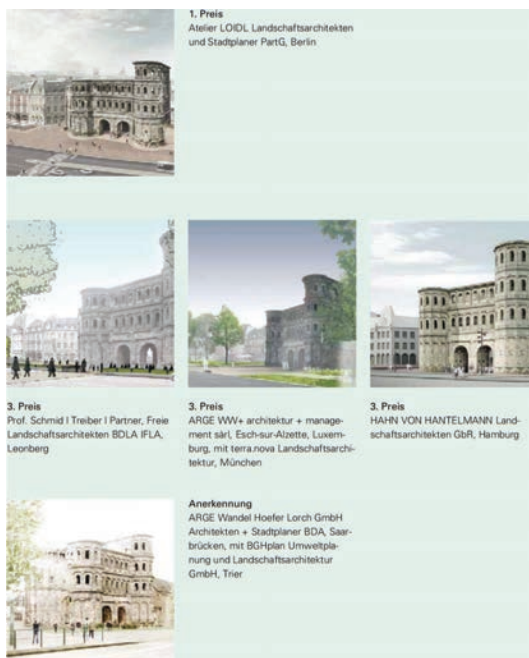 1. Preis
Atelier LOIDL Landschaftsarchitekten
und Stadtplaner PartG, Berlin
3. Preis
Prof. Schmid I Treiber I Partner, Freie
Landschaftsarchitekten BDLA IFLA,
Leonberg
3. Preis
ARGE WW+ architektur + manage-
ment sàrl, Esch-sur-Alzette, Luxem-
burg, mit terra.nova Landschaftsarchi-
tektur, München
3. Preis
HAHN VON HANTELMANN Land-
schaftsarchitekten GbR, Hamburg
Anerkennung
ARGE Wandel Hoefer Lorch GmbH
Architekten + Stadtplaner BDA, Saar-
brücken, mit BGHplan Umweltpla-
nung und Landschaftsarchitektur
GmbH, Trier